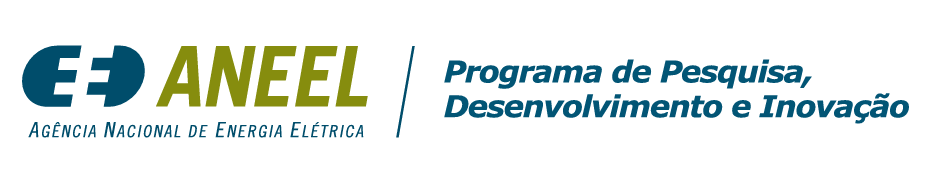 ANEEL
AGÊNCIA NACIONAL DE ENERGIA ELÉTRICA
Programa de Pesquisa,
Desenvolvimento e Inovação